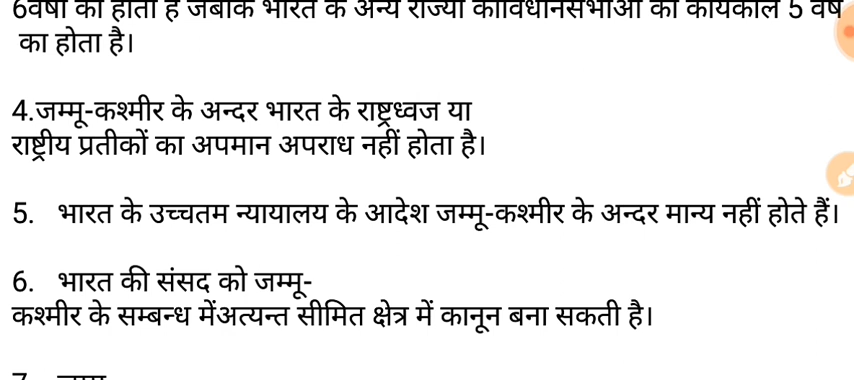 6वर्षों का होता है जबकि भारत के अन्य राज्यों कीविधानसभाओं का कार्यकाल 5 वर्ष
का होता है।
4.जम्मू-कश्मीर के अन्दर भारत के राष्ट्रध्वज या
राष्ट्रीय प्रतीकों का अपमान अपराध नहीं होता है।
5. भारत के उच्चतम न्यायालय के आदेश जम्मू-कश्मीर के अन्दर मान्य नहीं होते हैं।
6. भारत की संसद को जम्मू-
कश्मीर के सम्बन्ध मेंअत्यन्त सीमित क्षेत्र में कानून बना सकती है।